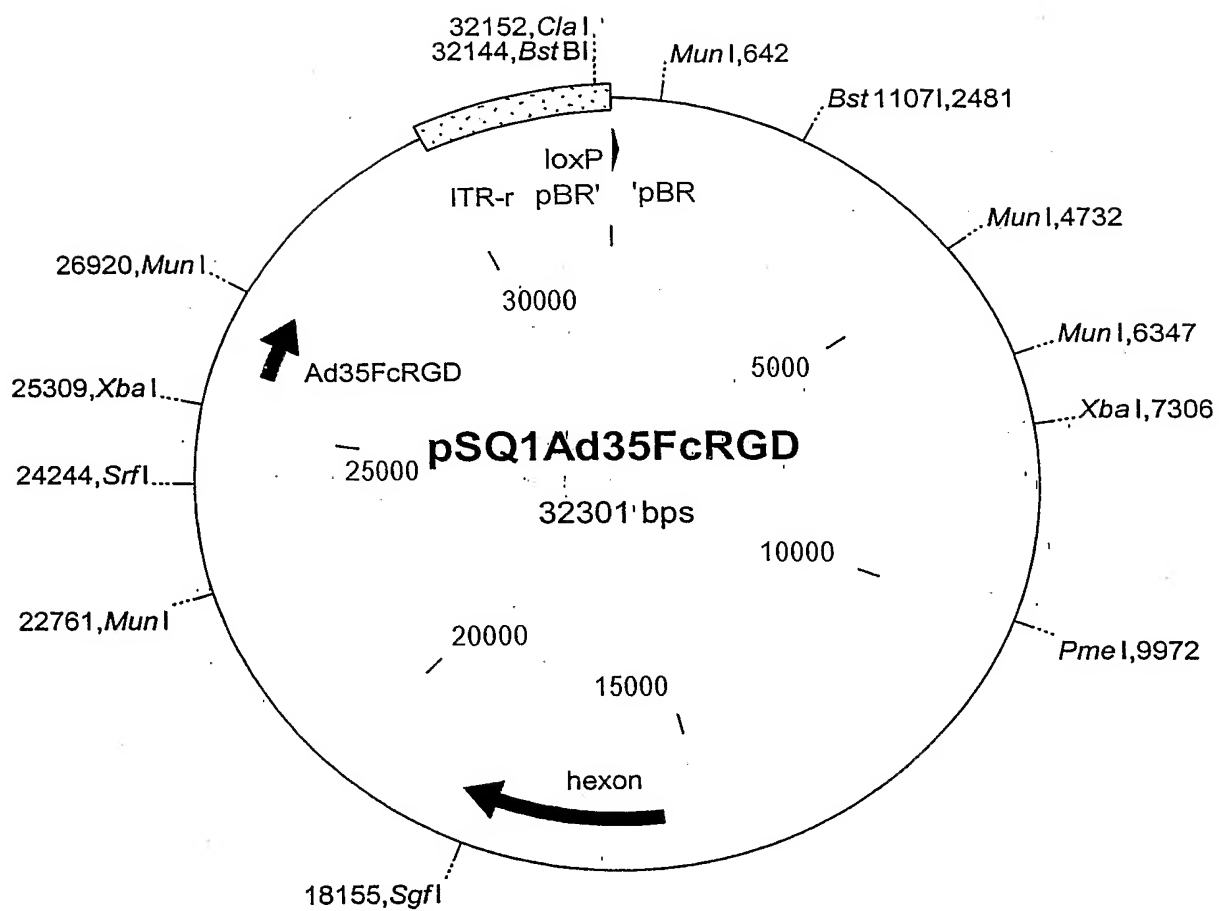 32152,ClaI
32144,BstBI
MunI,642
Bst1107I,2481
loxP
ITR-r pBR' 'pBR
MunI,4732
26920,MunI
30000
MunI,6347
5000
Ad35FcRGD
25309,XbaI
XbaI,7306
pSQ1Ad35FcRGD
25000
24244,SrfI
32301 bps
10000
22761,MunI
20000
PmeI,9972
15000
hexon
18155,SgfI